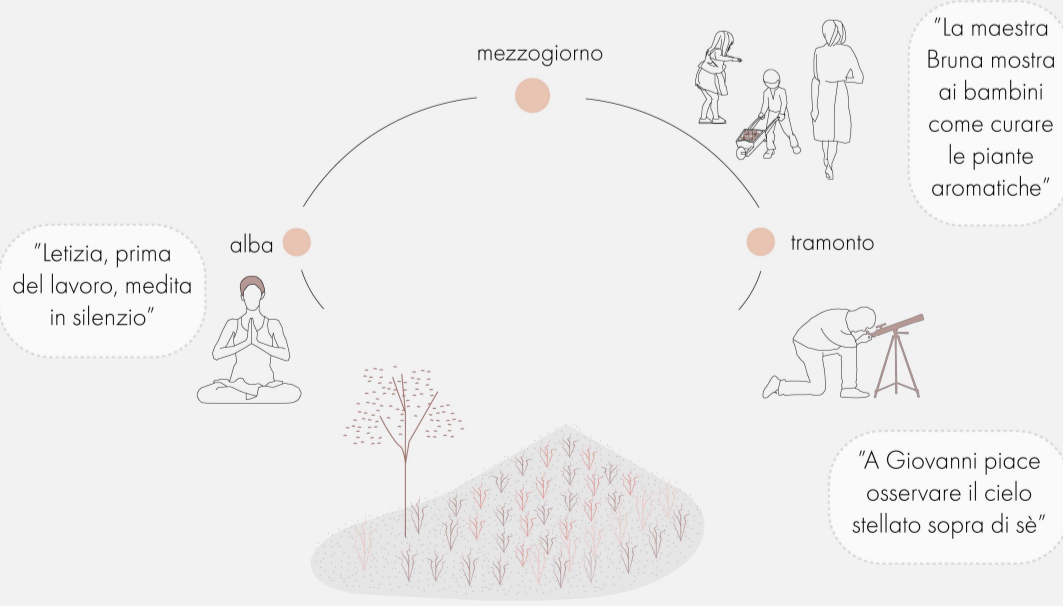 mezzogiorno
"La maestra
Bruna mostra
ai bambini
come curare
le piante
aromatiche"
alba
tramonto
"Letizia, prima
del lavoro, medita
in silenzio"
"A Giovanni piace
osservare il cielo
stellato sopra di sè"